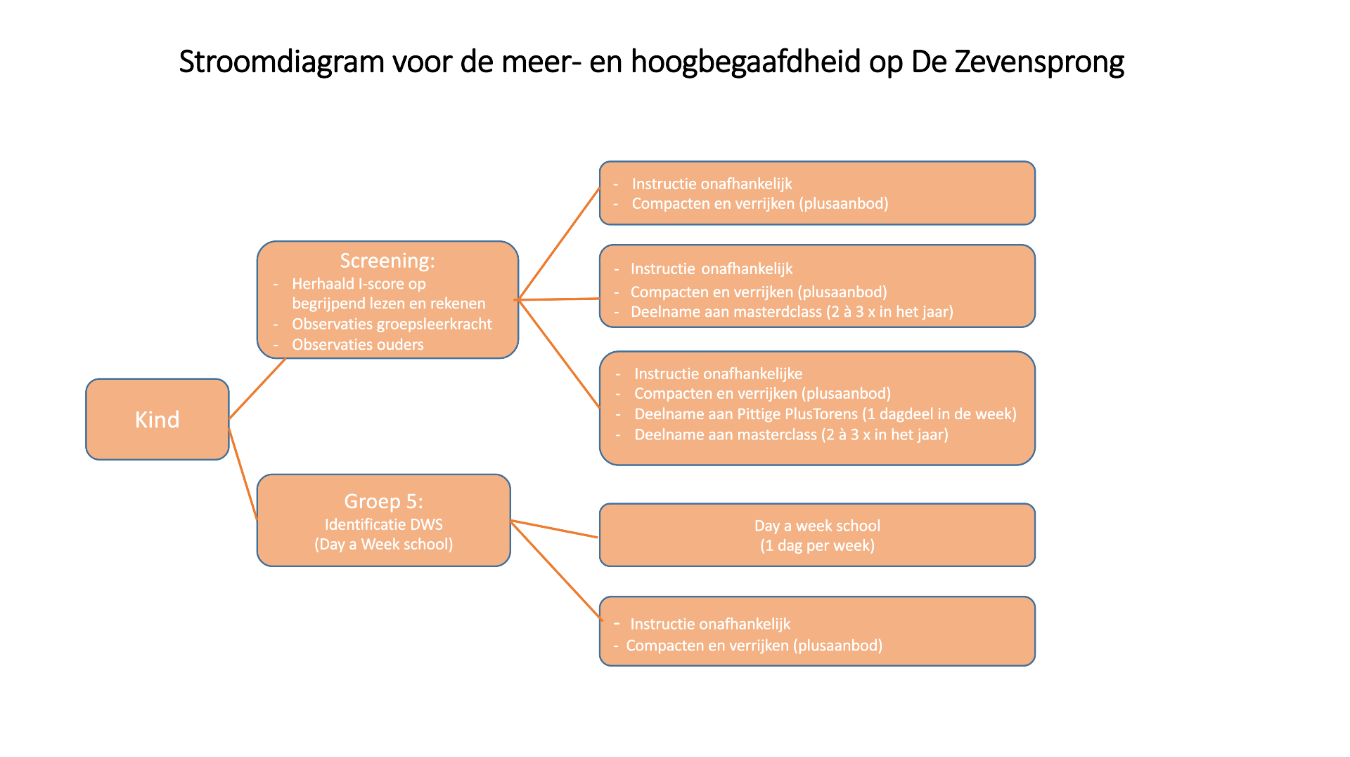 Stroomdiagram voor de meer- en hoogbegaafdheid op De Zevensprong
Kind
Screening:
- Herhaald I-score op
begrijpend lezen en rekenen
- Observaties groepsleerkracht
- Observaties ouders
Groep 5:
Identificatie DWS
(Day a Week school)
- Instructie onafhankelijk
- Compacten en verrijken (plusaanbod)
- Instructie onafhankelijk
- Compacten en verrijken (plusaanbod)
- Deelname aan masterdclass (2 à 3 x in het jaar)
- Instructie onafhankelijke
- Compacten en verrijken (plusaanbod)
- Deelname aan Pittige PlusTorens (1 dagdeel in de week)
- Deelname aan masterclass (2 à 3 x in het jaar)
Day a week school
(1 dag per week)
- Instructie onafhankelijk
- Compacten en verrijken (plusaanbod)